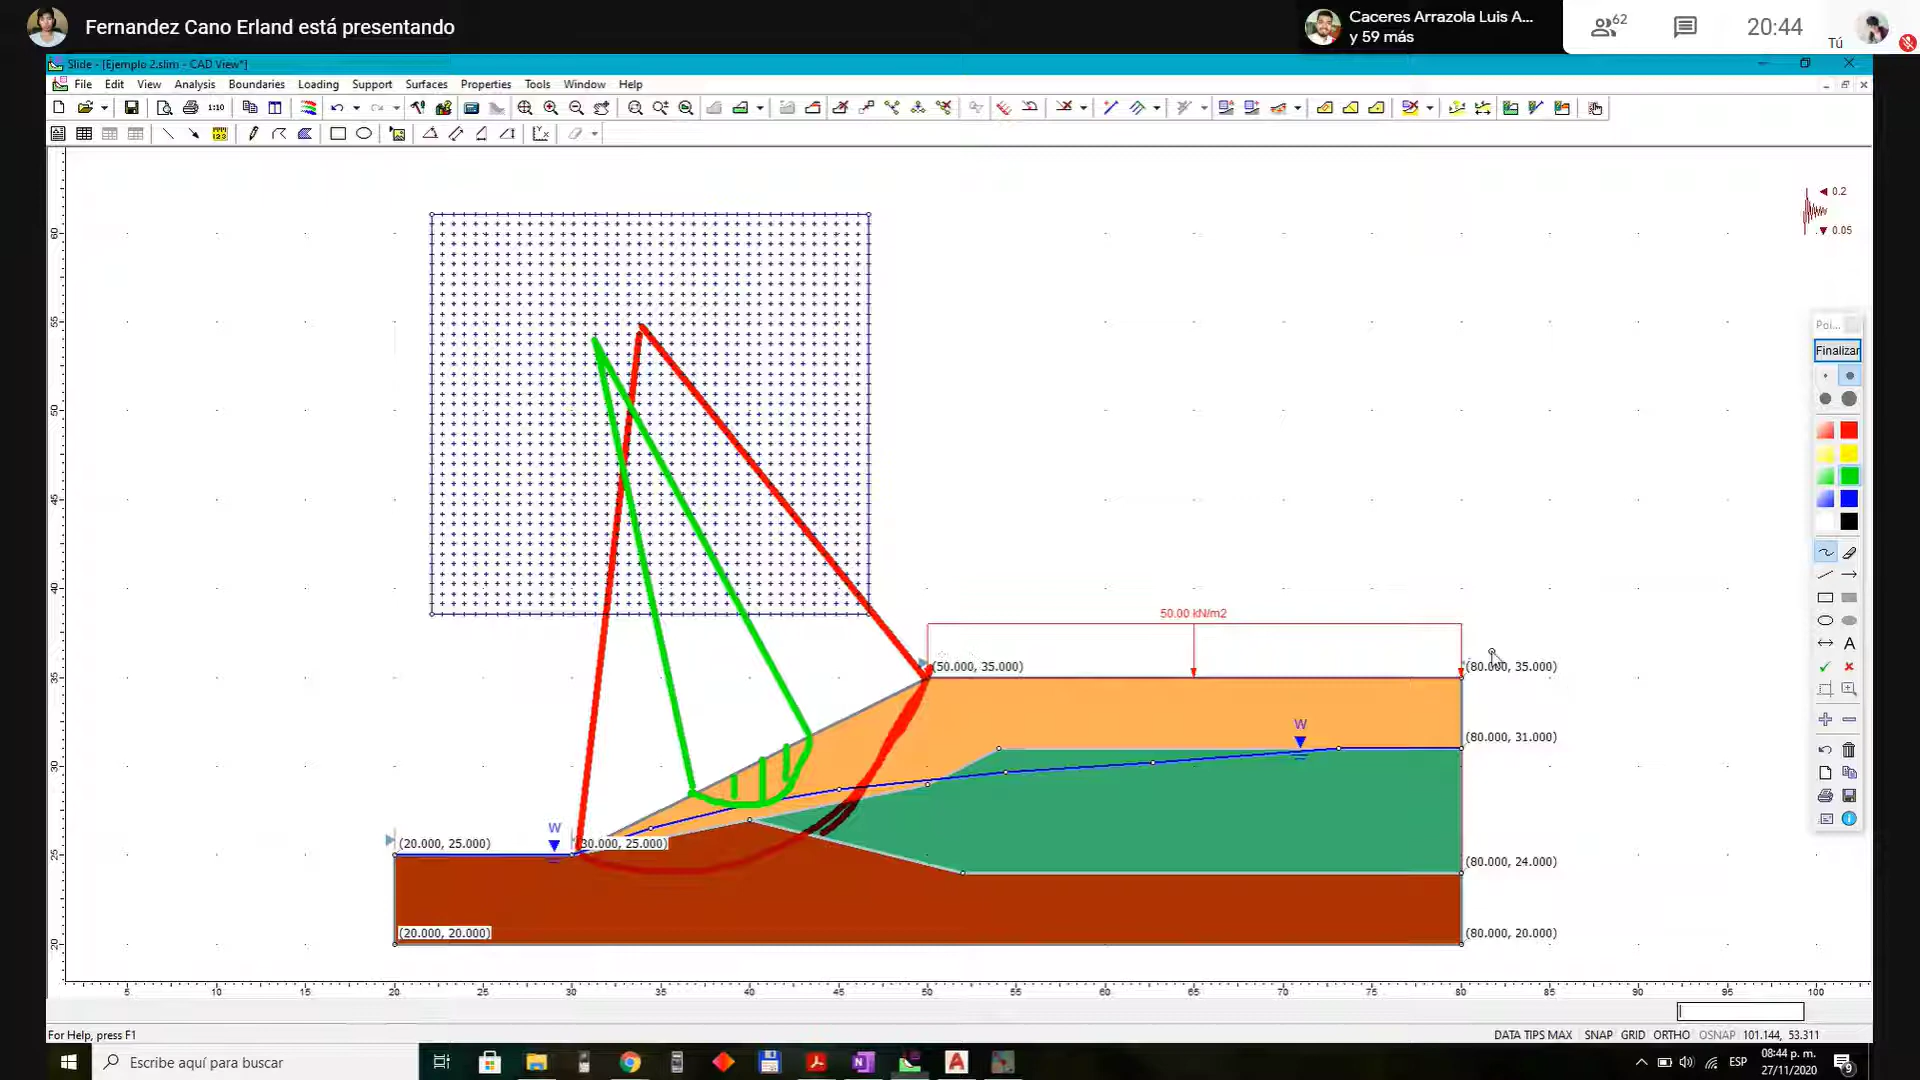 Fernandez Cano Erland está presentando
Caceres Arrazola Luis A...
y 59 más
62
20:44
Tú
Slide - [Ejemplo 2.slim - CAD View*]
File Edit View Analysis Boundaries Loading Support Surfaces Properties Tools Window Help
1:10
0.2
0.05
60
55
50
45
40
35
30
25
20
50.00 kN/m2
(50.000, 35.000)
(80.000, 35.000)
W
(80.000, 31.000)
W
(20.000, 25.000)
(30.000, 25.000)
(80.000, 24.000)
(20.000, 20.000)
(80.000, 20.000)
5 10 15 20 25 30 35 40 45 50 55 60 65 70 75 80 85 90 95 100
Poi...
Finalizar
A
For Help, press F1
DATA TIPS MAX SNAP GRID ORTHO OSNAP 101.144, 53.311
Escribe aquí para buscar
ESP
08:44 p. m.
27/11/2020
9